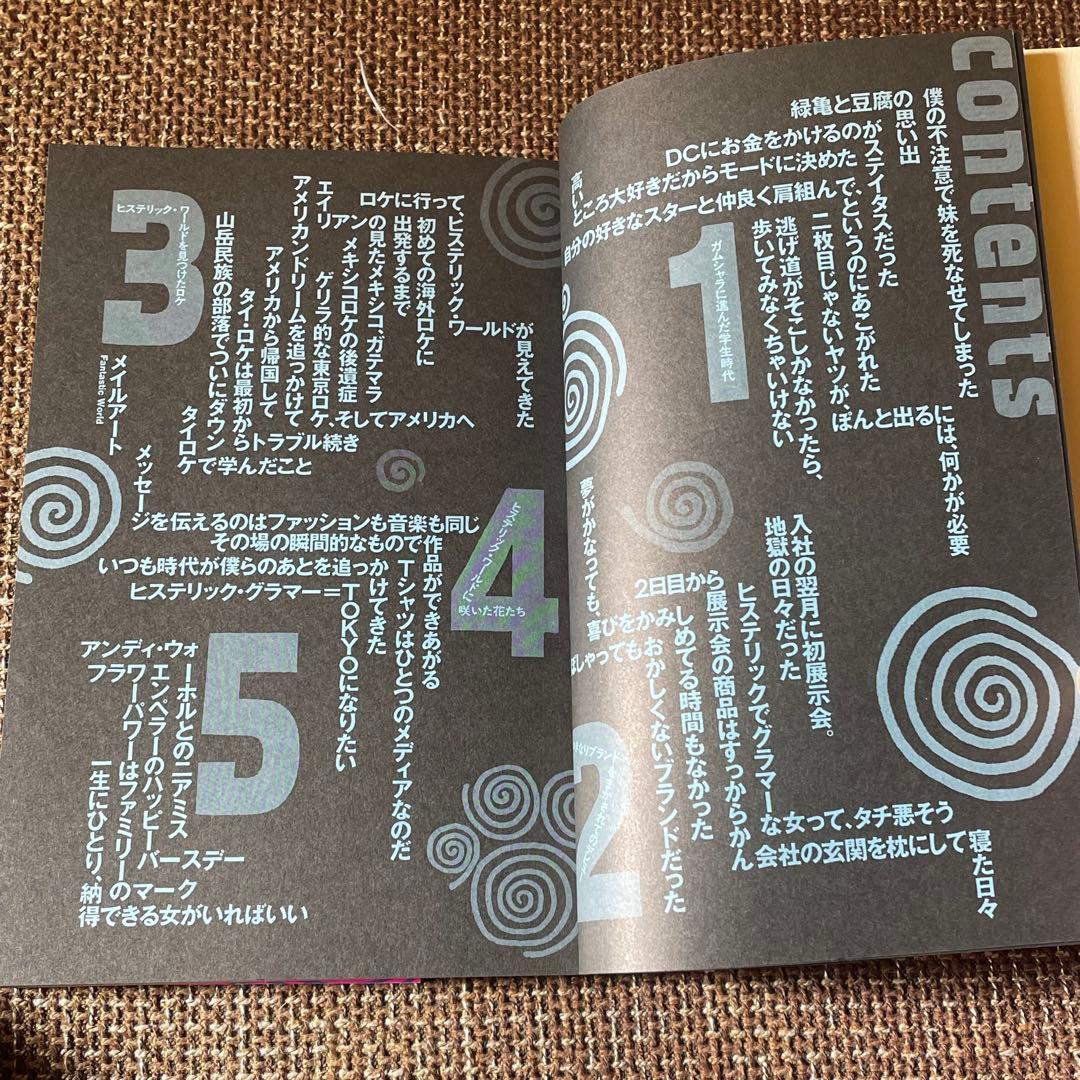 contents
1
ガムシャラに進んだ学生時代
僕の不注意で妹を死なせてしまった
緑亀と豆腐の思い出
DCにお金をかけるのがステイタスだった
高いところ大好きだからモードに決めた
自分の好きなスターと仲良く肩組んで、というのにあこがれた
二枚目じゃないヤツが、ぽんと出るには、何かが必要
逃げ道がそこしかなかったら、
歩いてみなくちゃいけない
2
入社の翌月に初展示会。
地獄の日々だった
ヒステリックでグラマーな女って、タチ悪そう
2日目から展示会の商品はすっからかん
会社の玄関を枕にして寝た日々
夢がかなっても、喜びをかみしめてる時間もなかった
ぽしゃってもおかしくないブランドだった
3
ヒステリック・ワールドを見つけたロケ
ロケに行って、ヒステリック・ワールドが見えてきた
初めての海外ロケに
出発するまで
エイリアンの見たメキシコ、ガテマラ
メキシコロケの後遺症
ゲリラ的な東京ロケ、そしてアメリカへ
アメリカンドリームを追っかけて
アメリカから帰国して
タイ・ロケは最初からトラブル続き
山岳民族の部落でついにダウン
タイロケで学んだこと
メイルアート
Fantastic World
4
ヒステリック・ワールドに咲いた花たち
メッセージを伝えるのはファッションも音楽も同じ
その場の瞬間的なもので作品ができあがる
Tシャツはひとつのメディアなのだ
いつも時代が僕らのあとを追っかけてきた
ヒステリック・グラマー=TOKYOになりたい
5
アンディ・ウォーホルとのニアミス
エンペラーのハッピーバースデー
フラワーパワーはファミリーのマーク
一生にひとり、納得できる女がいればいい